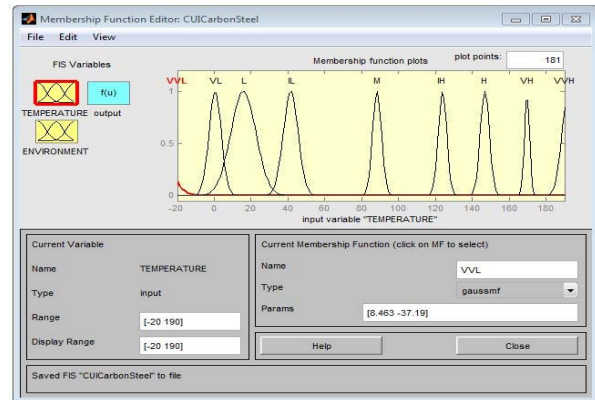 Membership Function Editor: CUICarbonSteel
File Edit View
FIS Variables
Membership function plots
plot points:
181
f(u)
TEMPERATURE output
ENVIRONMENT
VVL VL L IL M IH H VH VVH
1
0.5
0
-20 0 20 40 60 80 100 120 140 160 180
input variable "TEMPERATURE"
Current Variable
Name TEMPERATURE
Type input
Range [-20 190]
Display Range [-20 190]
Current Membership Function (click on MF to select)
Name VVL
Type gaussmf
Params [8.463 -37.19]
Help Close
Saved FIS "CUICarbonSteel" to file